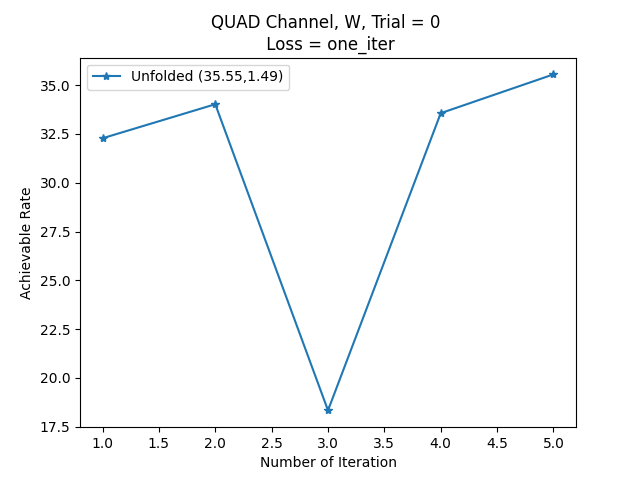 QUAD Channel, W, Trial = 0
Loss = one_iter
Unfolded (35.55,1.49)
Achievable Rate
35.0
32.5
30.0
27.5
25.0
22.5
20.0
17.5
1.0 1.5 2.0 2.5 3.0 3.5 4.0 4.5 5.0
Number of Iteration